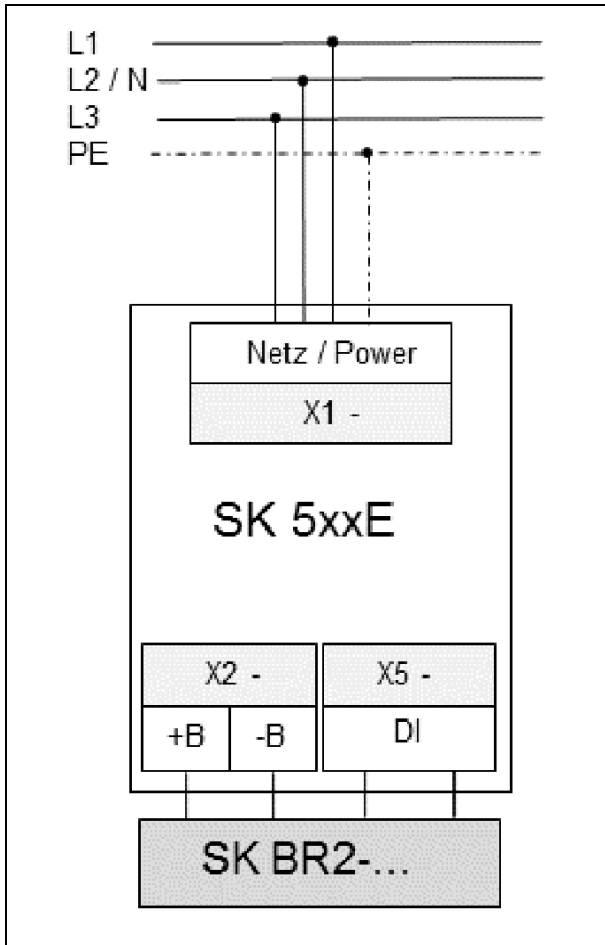 L1
L2 / N
L3
PE
Netz / Power
X1 -
SK 5xxE
X2 -
X5 -
+B
-B
DI
SK BR2-...